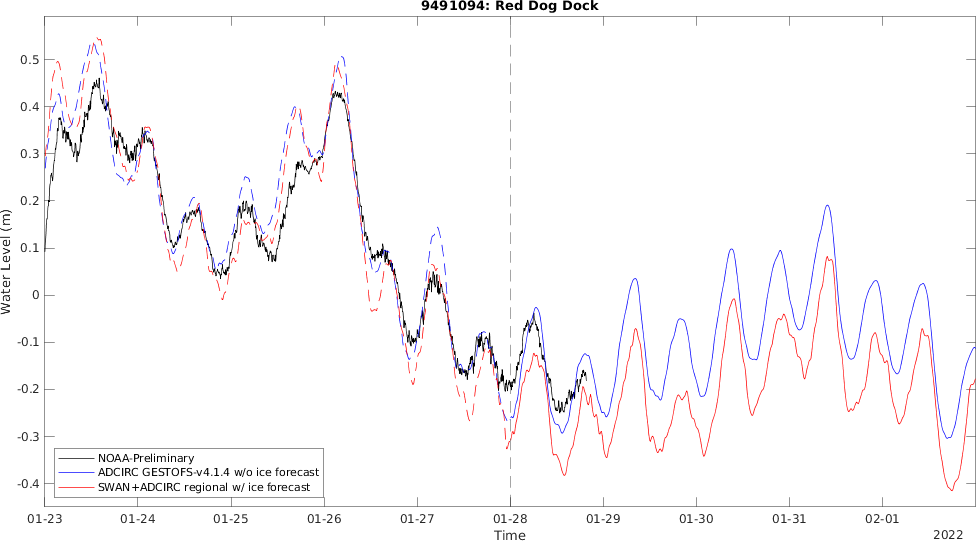 9491094: Red Dog Dock
Water Level (m)
0.5
0.4
0.3
0.2
0.1
0
-0.1
-0.2
-0.3
-0.4
NOAA-Preliminary
ADCIRC GESTOFS-v4.1.4 w/o ice forecast
SWAN+ADCIRC regional w/ ice forecast
01-23 01-24 01-25 01-26 01-27 01-28 01-29 01-30 01-31 02-01
Time
2022